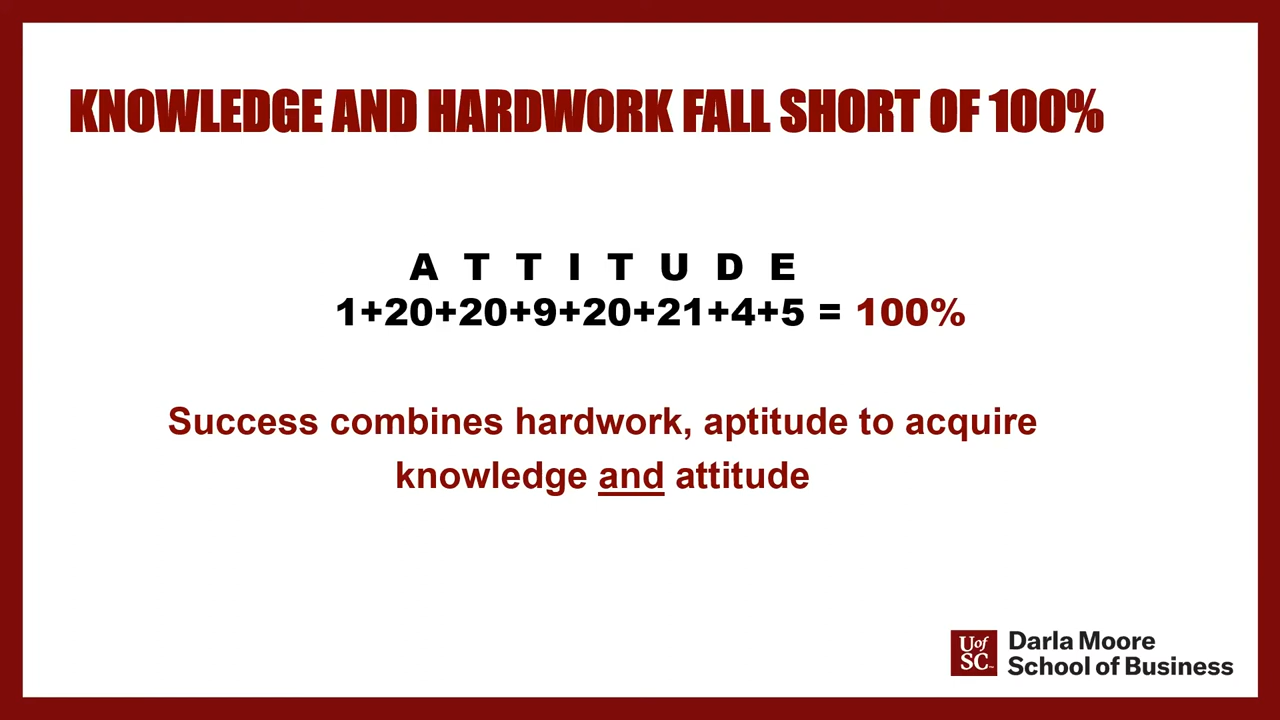 KNOWLEDGE AND HARDWORK FALL SHORT OF 100%
A T T I T U D E
1+20+20+9+20+21+4+5 = 100%
Success combines hardwork, aptitude to acquire
knowledge and attitude
UofSC
Darla Moore
School of Business